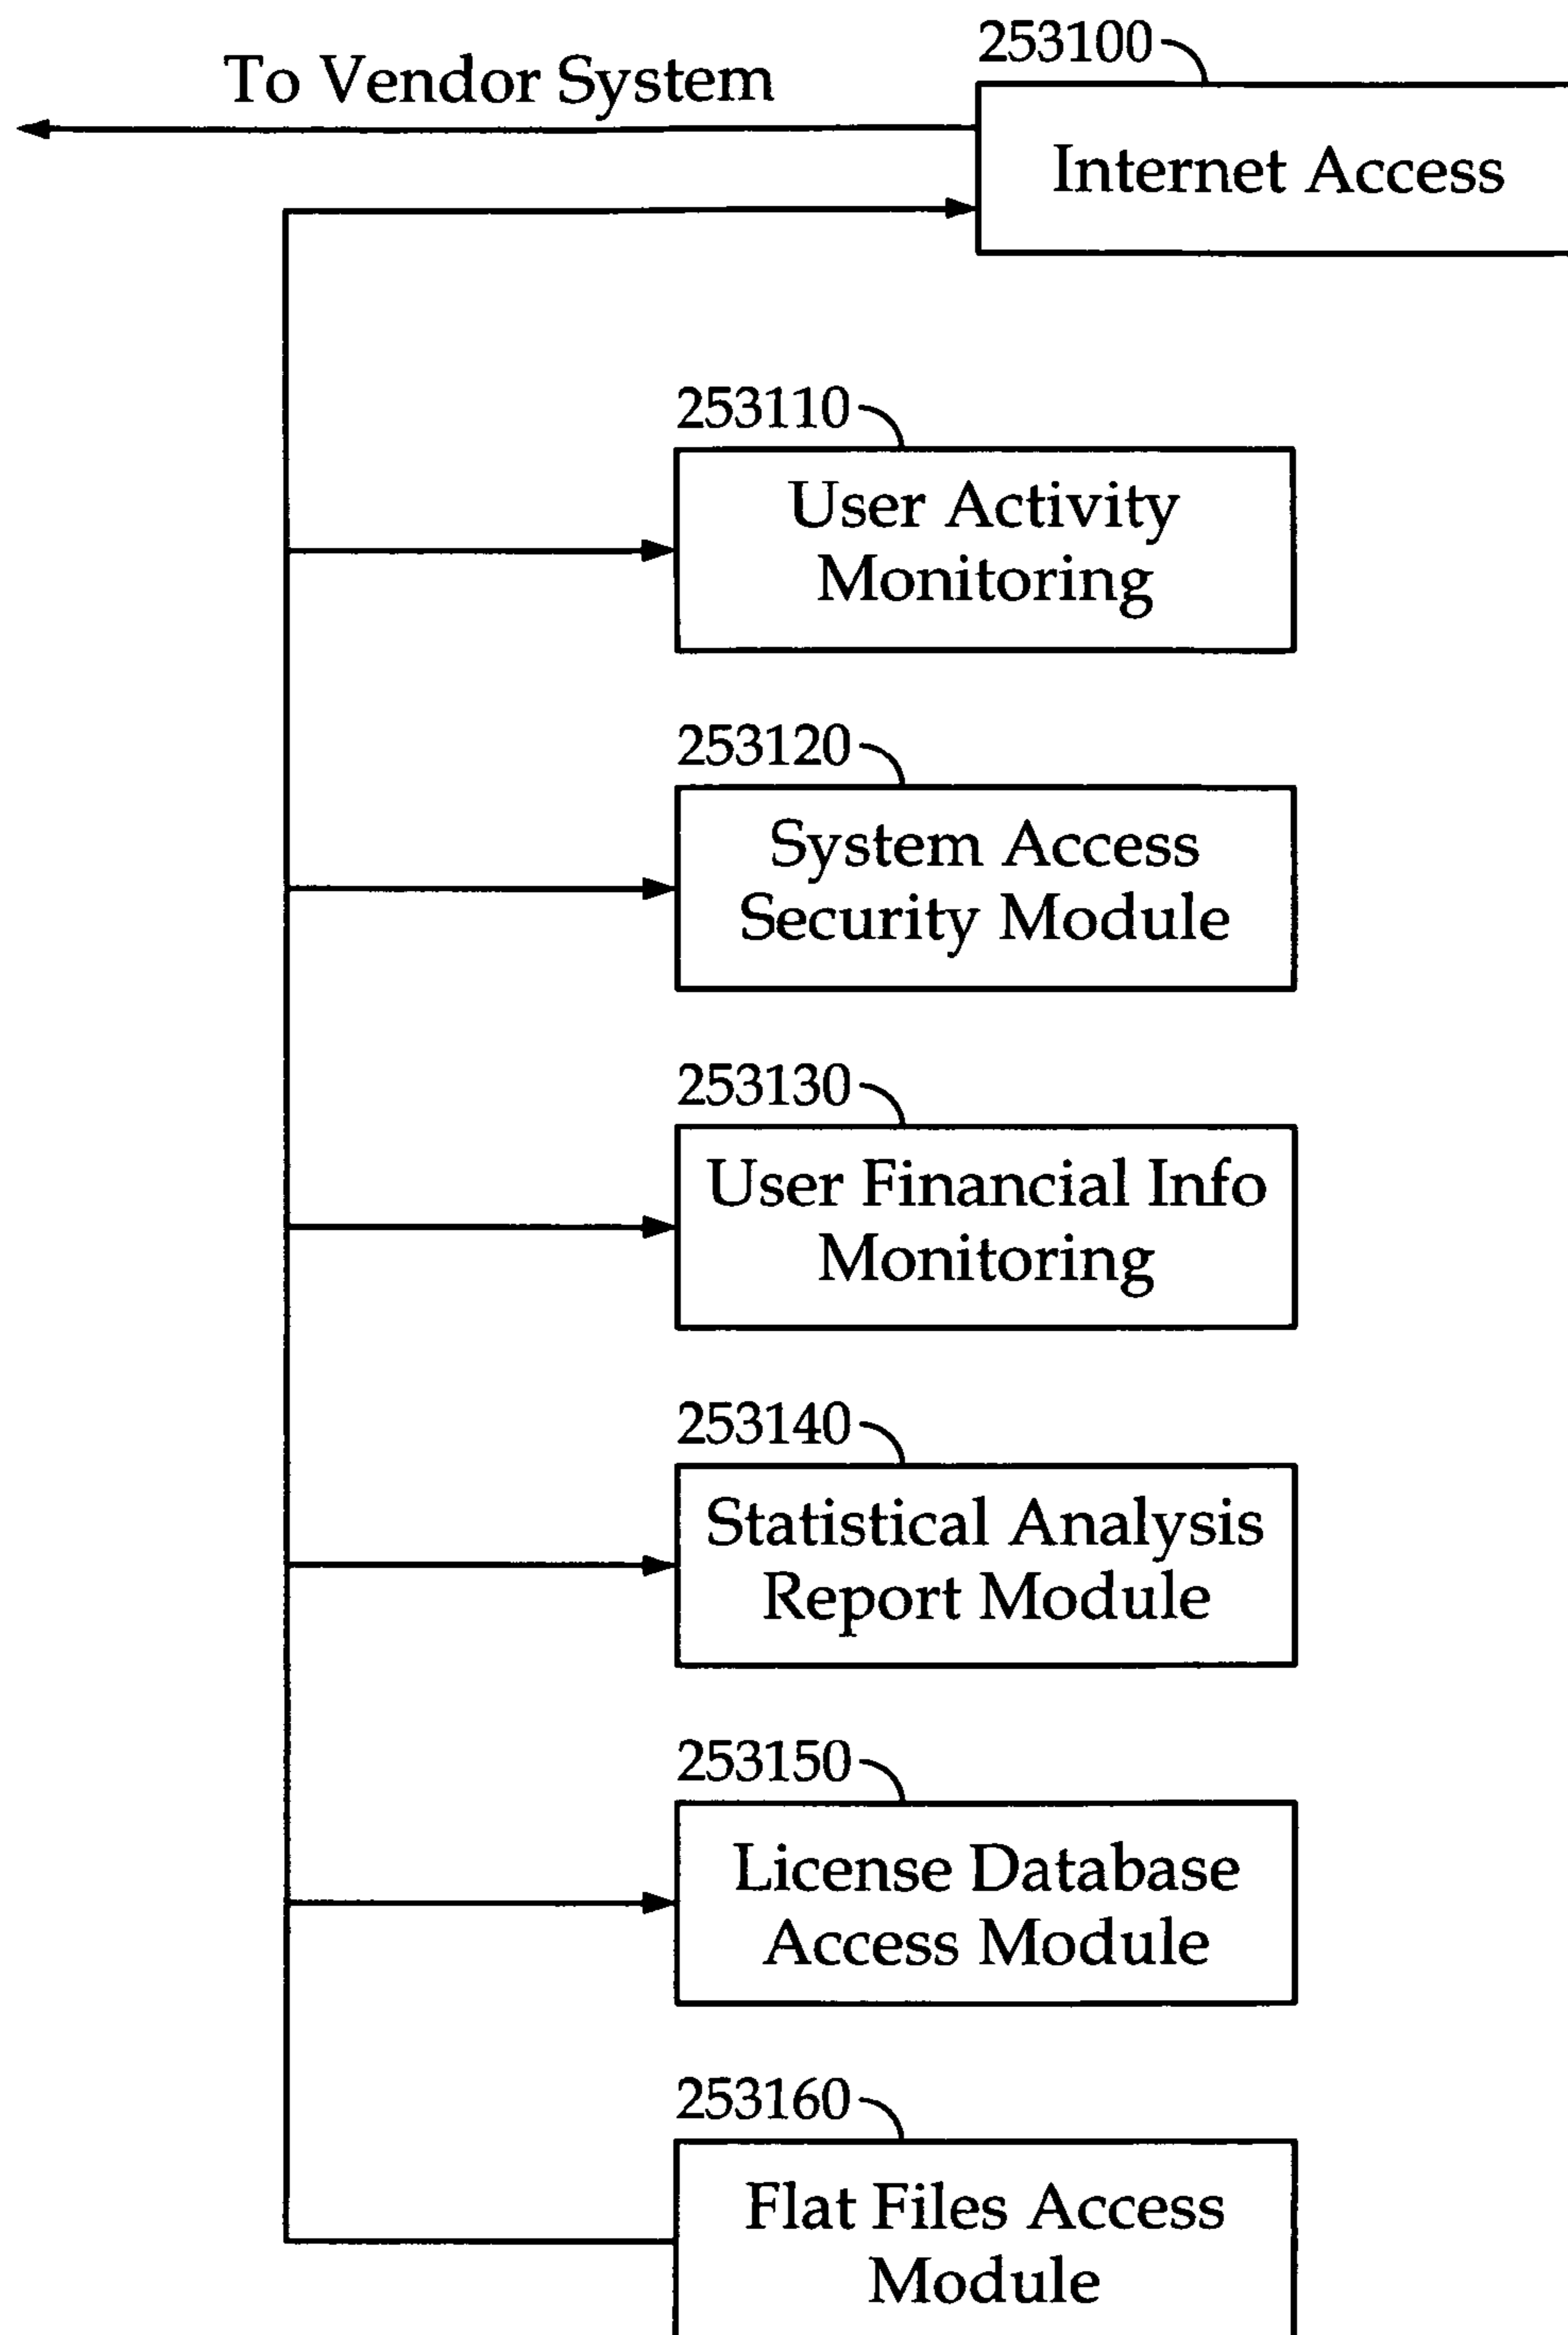 253100
To Vendor System
Internet Access
253110
User Activity
Monitoring
253120
System Access
Security Module
253130
User Financial Info
Monitoring
253140
Statistical Analysis
Report Module
253150
License Database
Access Module
253160
Flat Files Access
Module